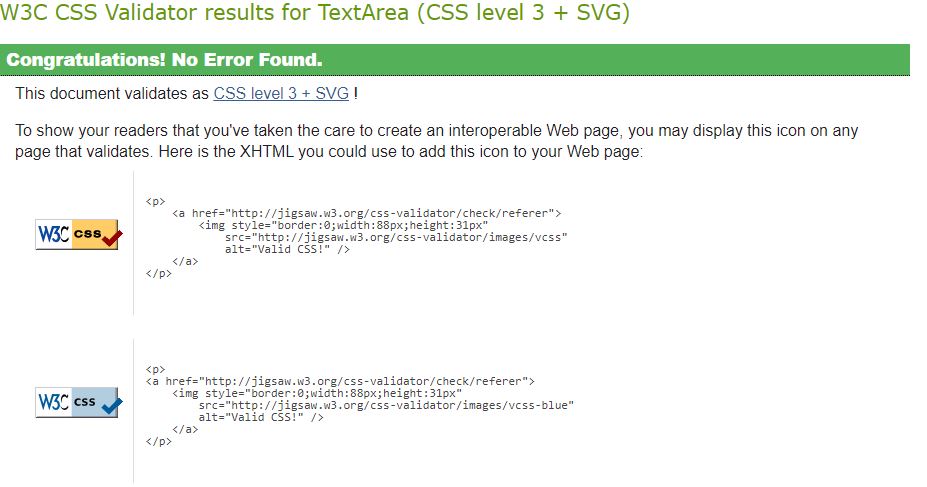 W3C CSS Validator results for TextArea (CSS level 3 + SVG)
Congratulations! No Error Found.
This document validates as CSS level 3 + SVG !
To show your readers that you've taken the care to create an interoperable Web page, you may display this icon on any
page that validates. Here is the XHTML you could use to add this icon to your Web page:
W3C css
<p>
<a href="http://jigsaw.w3.org/css-validator/check/referer">
<img style="border:0;width:88px;height:31px"
src="http://jigsaw.w3.org/css-validator/images/vcss"
alt="Valid CSS!" />
</a>
</p>
W3C css
<p>
<a href="http://jigsaw.w3.org/css-validator/check/referer">
<img style="border:0;width:88px;height:31px"
src="http://jigsaw.w3.org/css-validator/images/vcss-blue"
alt="Valid CSS!" />
</a>
</p>